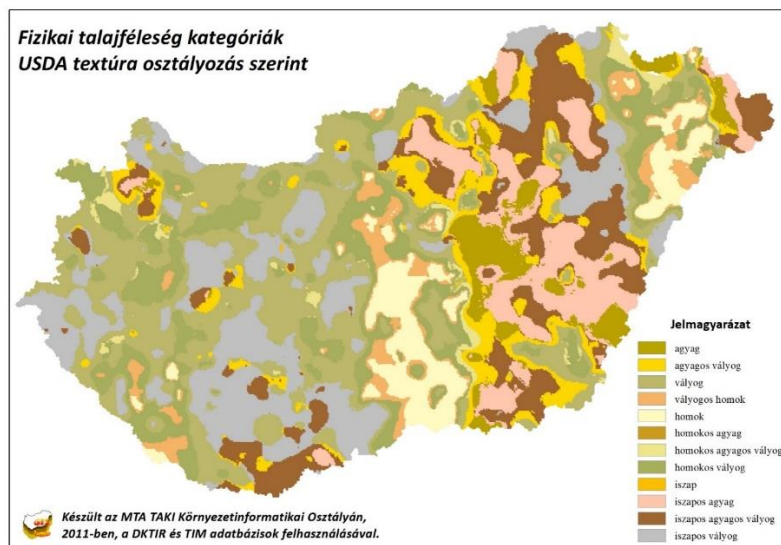 Fizikai talajféleség kategóriák
USDA textúra osztályozás szerint
Jelmagyarázat
agyag
agyagos vályog
vályog
vályogos homok
homok
homokos agyag
homokos agyagos vályog
homokos vályog
iszap
iszapos agyag
iszapos agyagos vályog
iszapos vályog
Készült az MTA TAKI Környezetinformatikai Osztályán,
2011-ben, a DKTIR és TIM adatbázisok felhasználásával.